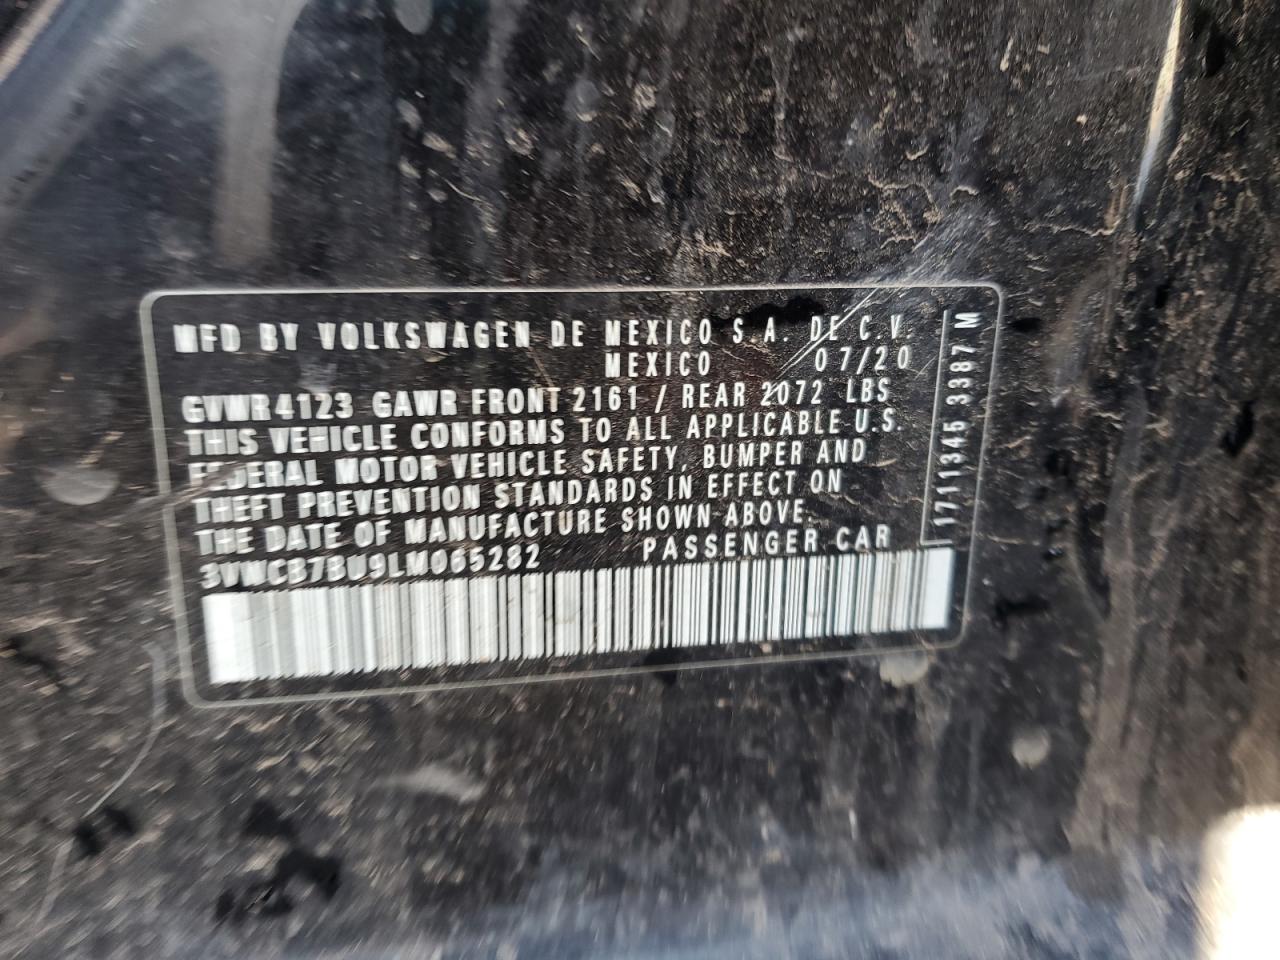 MFD BY VOLKSWAGEN DE MEXICO S.A. DE C.V.
MEXICO 07/20
GVWR 4123 GAWR FRONT 2161 / REAR 2072 LBS
THIS VEHICLE CONFORMS TO ALL APPLICABLE U.S.
FEDERAL MOTOR VEHICLE SAFETY, BUMPER AND
THEFT PREVENTION STANDARDS IN EFFECT ON
THE DATE OF MANUFACTURE SHOWN ABOVE.
3VWCB7BU9LM065282 PASSENGER CAR
1711345 3387 M